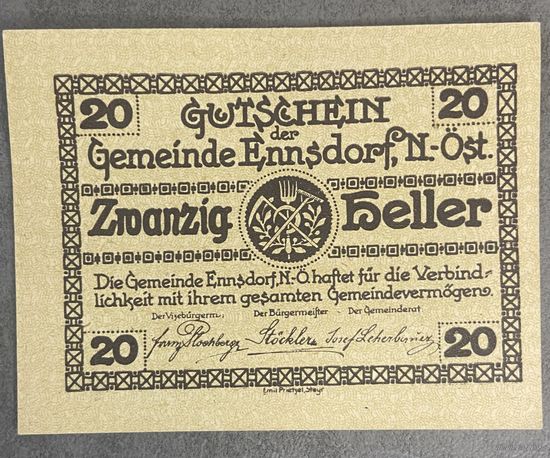 20 20
GUTSCHEIN
der
Gemeinde Ennsdorf, N.-Öst.
Zwanzig Heller
Die Gemeinde Ennsdorf, N.-Ö. haftet für die Verbind-
lichkeit mit ihrem gesamten Gemeindevermögen.
Der Vizebürgerm. Der Bürgermeister Der Gemeinderat
Stöckler Josef
20 20
Emil Prietzel, Steyr